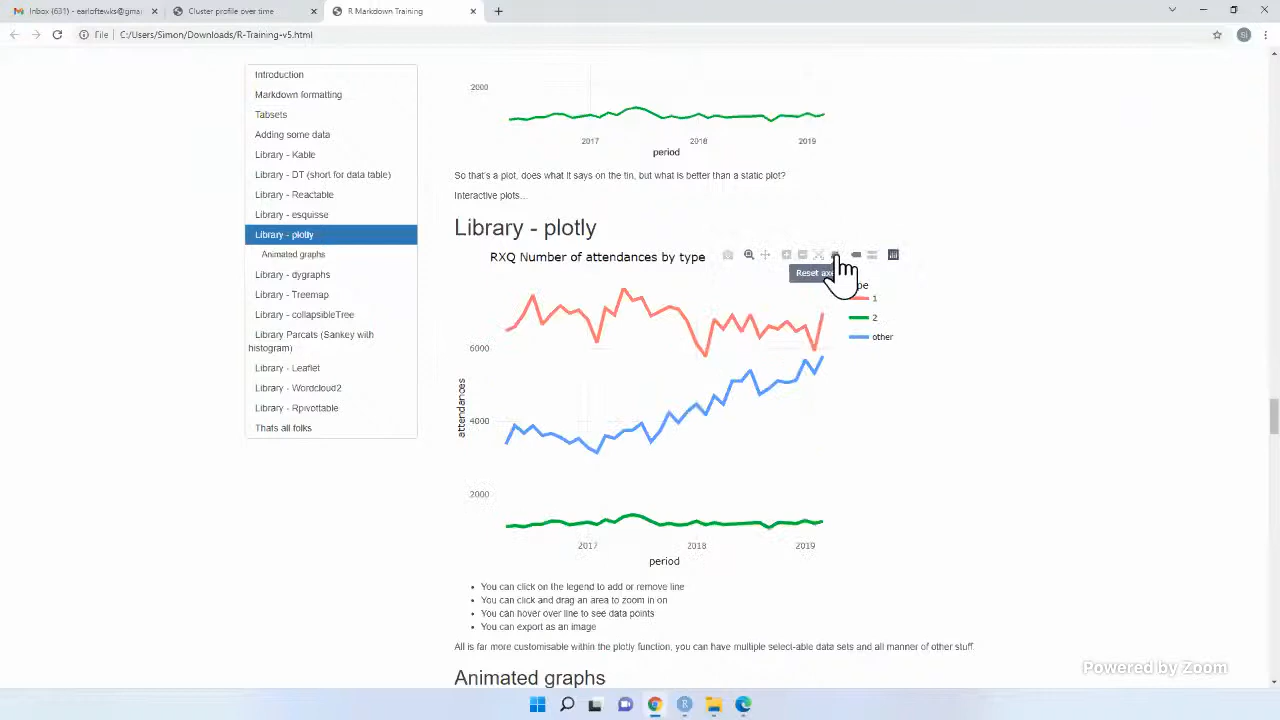 Inbox (631) - earloftewks@gmai
Cluster profile over time
R Markdown Training
File
C:/Users/Simon/Downloads/R-Training-v5.html
SI
Introduction
Markdown formatting
Tabsets
Adding some data
Library - Kable
Library - DT (short for data table)
Library - Reactable
Library - esquisse
Library - plotly
Animated graphs
Library - dygraphs
Library - Treemap
Library - collapsibleTree
Library Parcats (Sankey with
histogram)
Library - Leaflet
Library - Wordcloud2
Library - Rpivottable
Thats all folks
2000
2017 2018 2019
period
So that's a plot, does what it says on the tin, but what is better than a static plot?
Interactive plots...
Library - plotly
RXQ Number of attendances by type
Reset axe
1
2
other
6000
4000
2000
attendances
2017 2018 2019
period
You can click on the legend to add or remove line
You can click and drag an area to zoom in on
You can hover over line to see data points
You can export as an image
All is far more customisable within the plotly function, you can have multiple select-able data sets and all manner of other stuff.
Animated graphs
Powered by Zoom